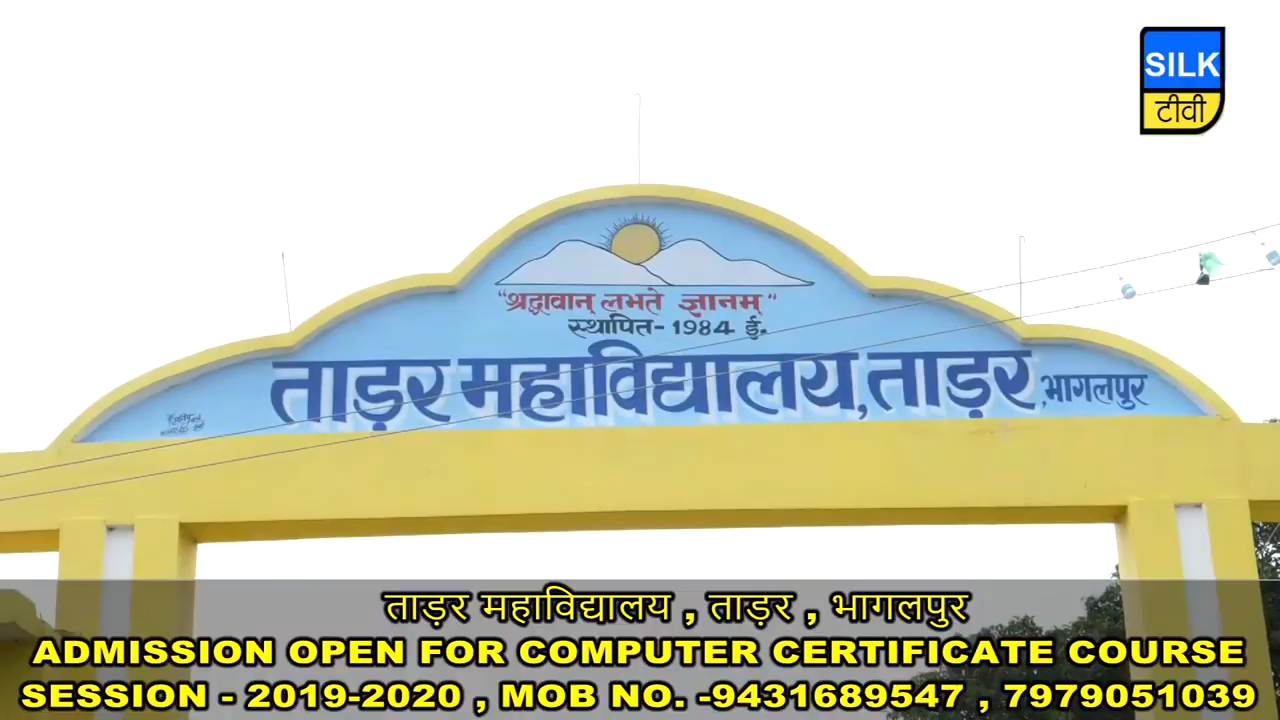 SILK
टीवी
"श्रद्धावान् लभते ज्ञानम्"
स्थापित- 1984 ई.
ताड़र महाविद्यालय, ताड़र, भागलपुर
ताड़र महाविद्यालय , ताड़र , भागलपुर
ADMISSION OPEN FOR COMPUTER CERTIFICATE COURSE
SESSION - 2019-2020 , MOB NO. -9431689547 , 7979051039